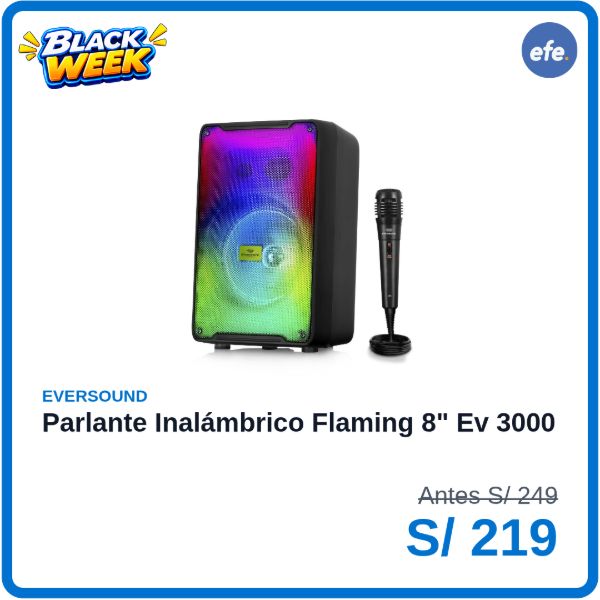 BLACK
WEEK
efe.
EVERSOUND
Parlante Inalámbrico Flaming 8" Ev 3000
Antes S/ 249
S/ 219